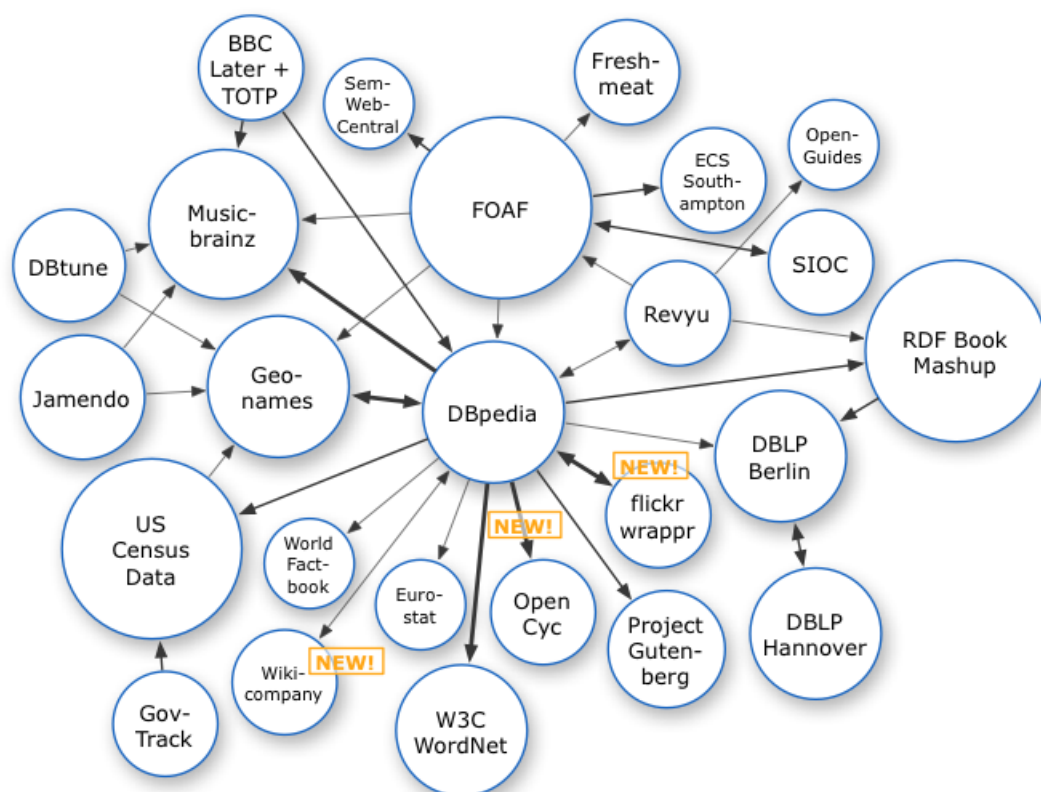 BBC
Later +
TOTP
Sem-
Web-
Central
Fresh-
meat
Open-
Guides
ECS
South-
ampton
FOAF
Music-
brainz
DBtune
SIOC
Revyu
RDF Book
Mashup
Geo-
names
Jamendo
DBpedia
DBLP
Berlin
NEW!
flickr
wrappr
NEW!
US
Census
Data
World
Fact-
book
Euro-
stat
Open
Cyc
Project
Guten-
berg
DBLP
Hannover
NEW!
Wiki-
company
Gov-
Track
W3C
WordNet